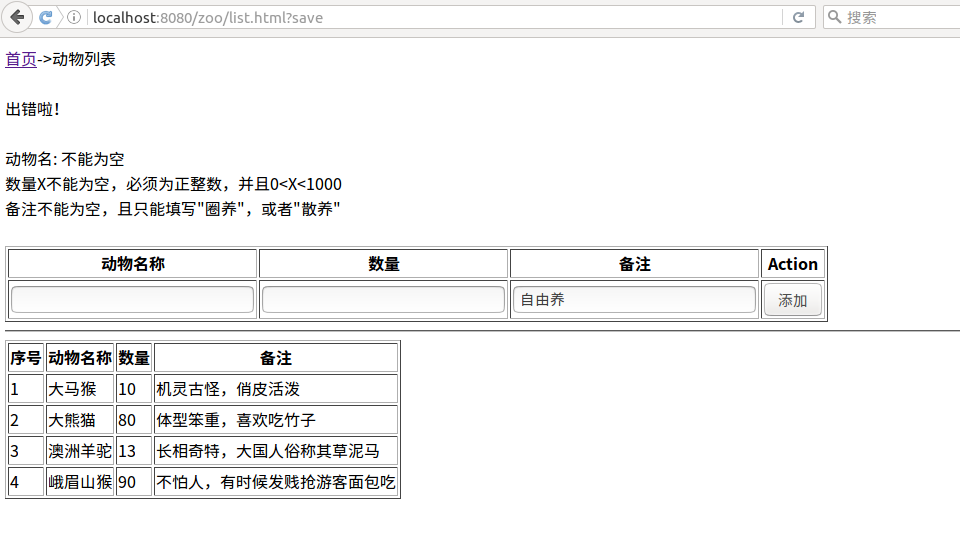 localhost:8080/zoo/list.html?save 搜索
首页->动物列表
出错啦!
动物名: 不能为空
数量X不能为空，必须为正整数，并且0<X<1000
备注不能为空，且只能填写"圈养"，或者"散养"
动物名称 数量 备注 Action
自由养 添加
序号 动物名称 数量 备注
1 大马猴 10 机灵古怪，俏皮活泼
2 大熊猫 80 体型笨重，喜欢吃竹子
3 澳洲羊驼 13 长相奇特，大国人俗称其草泥马
4 峨眉山猴 90 不怕人，有时候发贱抢游客面包吃